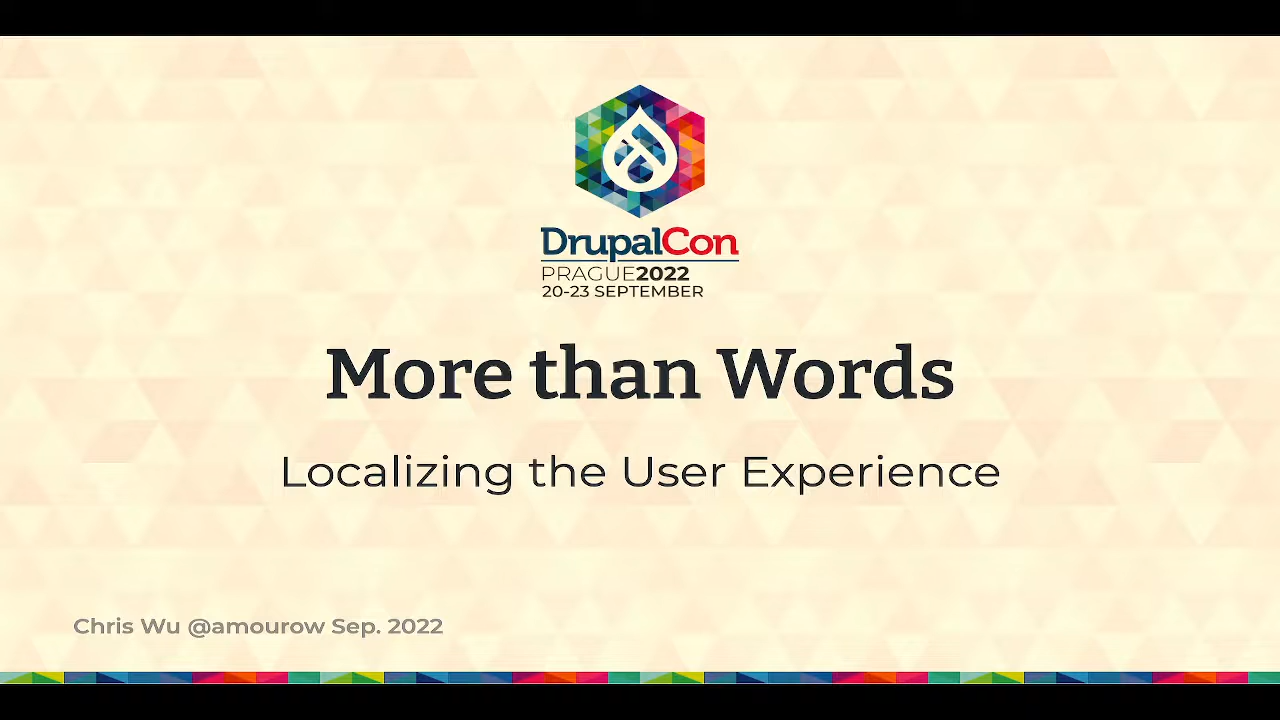 DrupalCon
PRAGUE2022
20-23 SEPTEMBER
More than Words
Localizing the User Experience
Chris Wu @amourow Sep. 2022